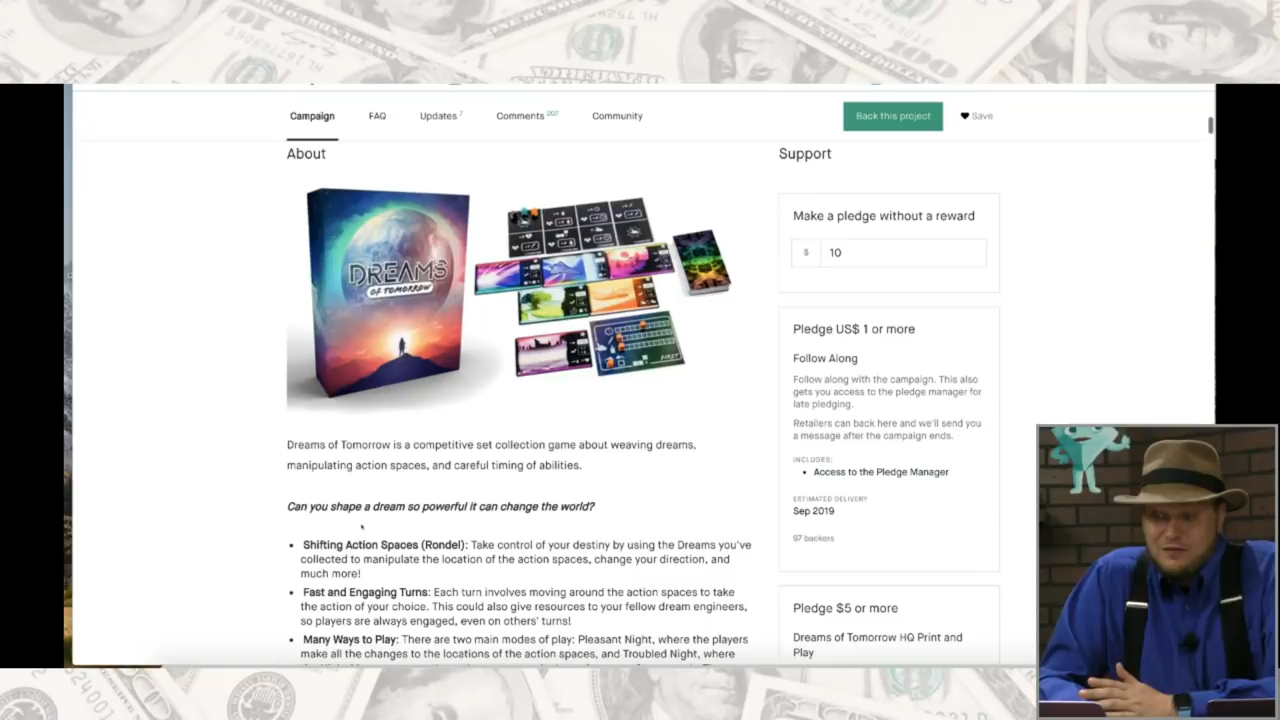 Campaign
FAQ
Updates 7
Comments 207
Community
Back this project
Save
About
Support
DREAMS
OF TOMORROW
FIRST
Dreams of Tomorrow is a competitive set collection game about weaving dreams,
manipulating action spaces, and careful timing of abilities.
Can you shape a dream so powerful it can change the world?
• Shifting Action Spaces (Rondel): Take control of your destiny by using the Dreams you've
collected to manipulate the location of the action spaces, change your direction, and
much more!
• Fast and Engaging Turns: Each turn involves moving around the action spaces to take
the action of your choice. This could also give resources to your fellow dream engineers,
so players are always engaged, even on others' turns!
• Many Ways to Play: There are two main modes of play: Pleasant Night, where the players
make all the changes to the locations of the action spaces, and Troubled Night, where
Make a pledge without a reward
$ 10
Pledge US$ 1 or more
Follow Along
Follow along with the campaign. This also
gets you access to the pledge manager for
late pledging.
Retailers can back here and we'll send you
a message after the campaign ends.
INCLUDES:
• Access to the Pledge Manager
ESTIMATED DELIVERY
Sep 2019
97 backers
Pledge $5 or more
Dreams of Tomorrow HQ Print and
Play